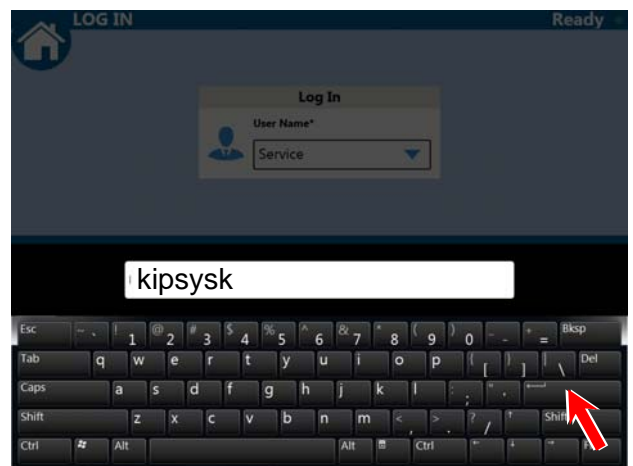 LOG IN Ready
Log In
User Name*
Service
kipsysk
Esc ~ ` ! 1 @ 2 # 3 $ 4 % 5 ^ 6 & 7 * 8 ( 9 ) 0 _ - + = Bksp
Tab q w e r t y u i o p { [ } ] | \ Del
Caps a s d f g h j k l : ; " '
Shift z x c v b n m < , > . ? / Shift
Ctrl Alt Alt Ctrl